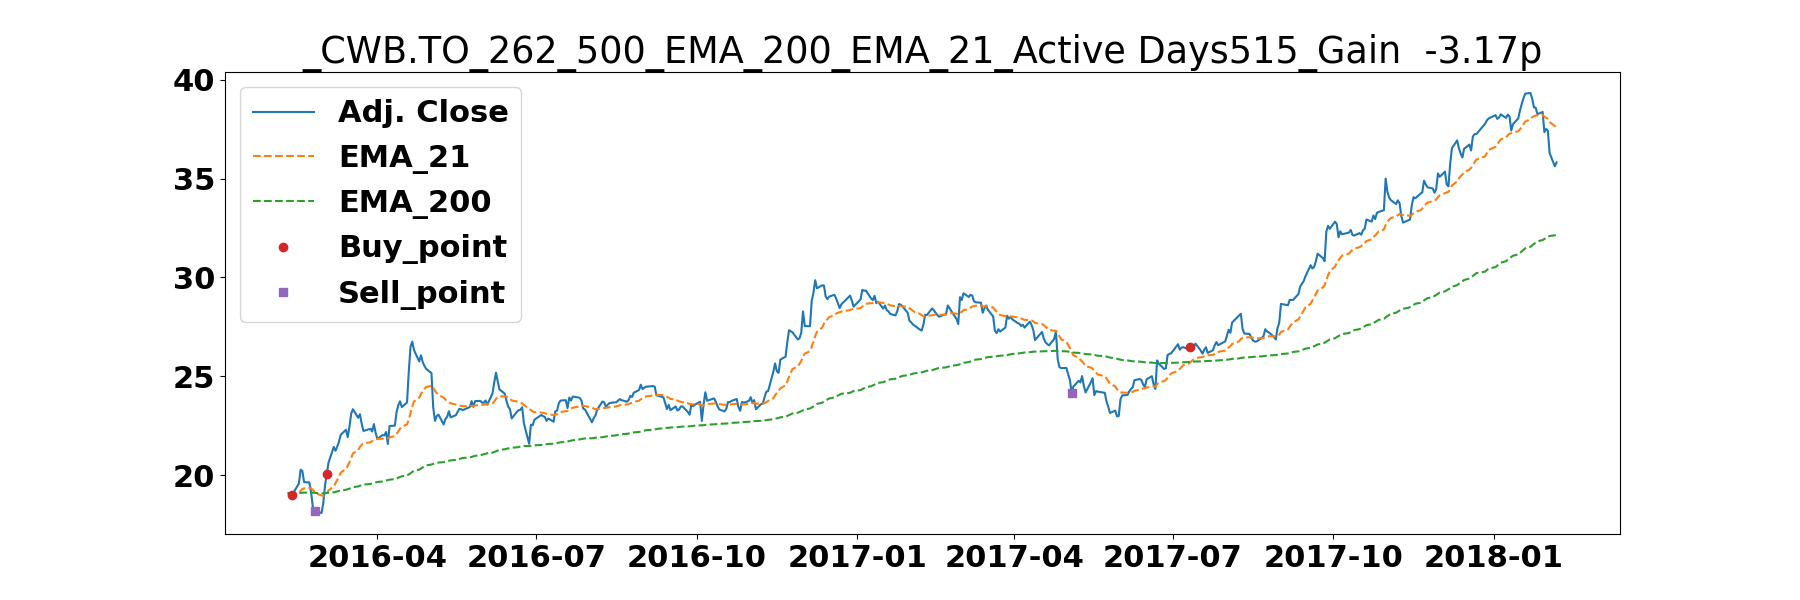 _CWB.TO_262_500_EMA_200_EMA_21_Active Days515_Gain  -3.17p
40
35
30
25
20
Adj. Close
EMA_21
EMA_200
Buy_point
Sell_point
2016-04 2016-07 2016-10 2017-01 2017-04 2017-07 2017-10 2018-01